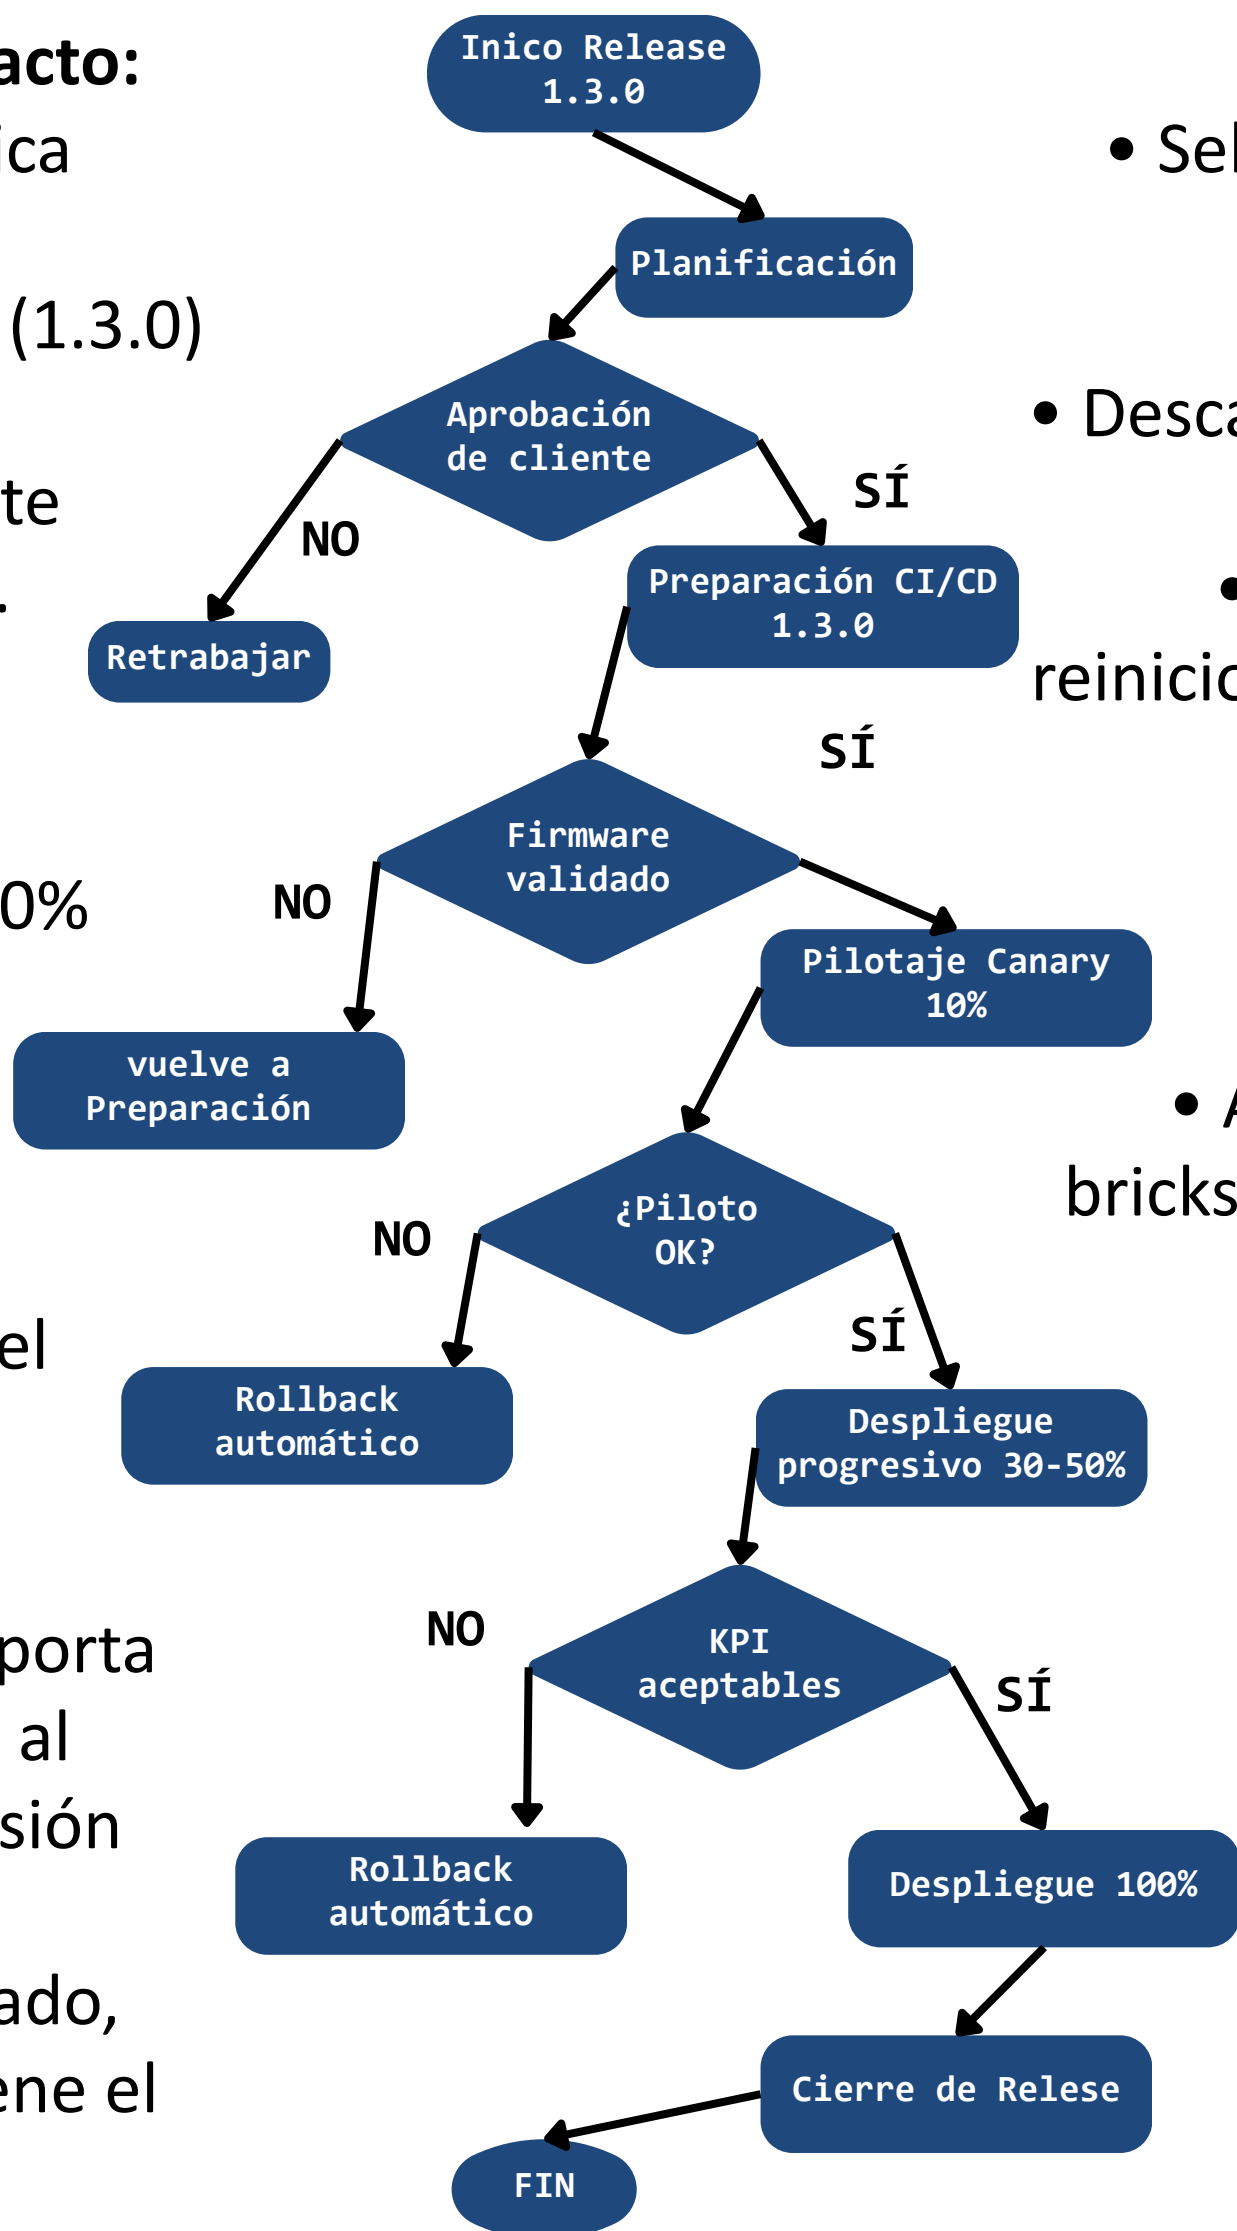 acto:
ica
(1.3.0)
te
.
0%
el
porta
al
sión
ado,
ene el
Inico Release
1.3.0
Planificación
Aprobación
de cliente
NO
SÍ
Retrabajar
Preparación CI/CD
1.3.0
SÍ
Firmware
validado
NO
Pilotaje Canary
10%
vuelve a
Preparación
¿Piloto
OK?
NO
SÍ
Rollback
automático
Despliegue
progresivo 30-50%
KPI
aceptables
NO
SÍ
Rollback
automático
Despliegue 100%
Cierre de Relese
FIN
• Sel
• Desca
•
reinicio
• A
bricks